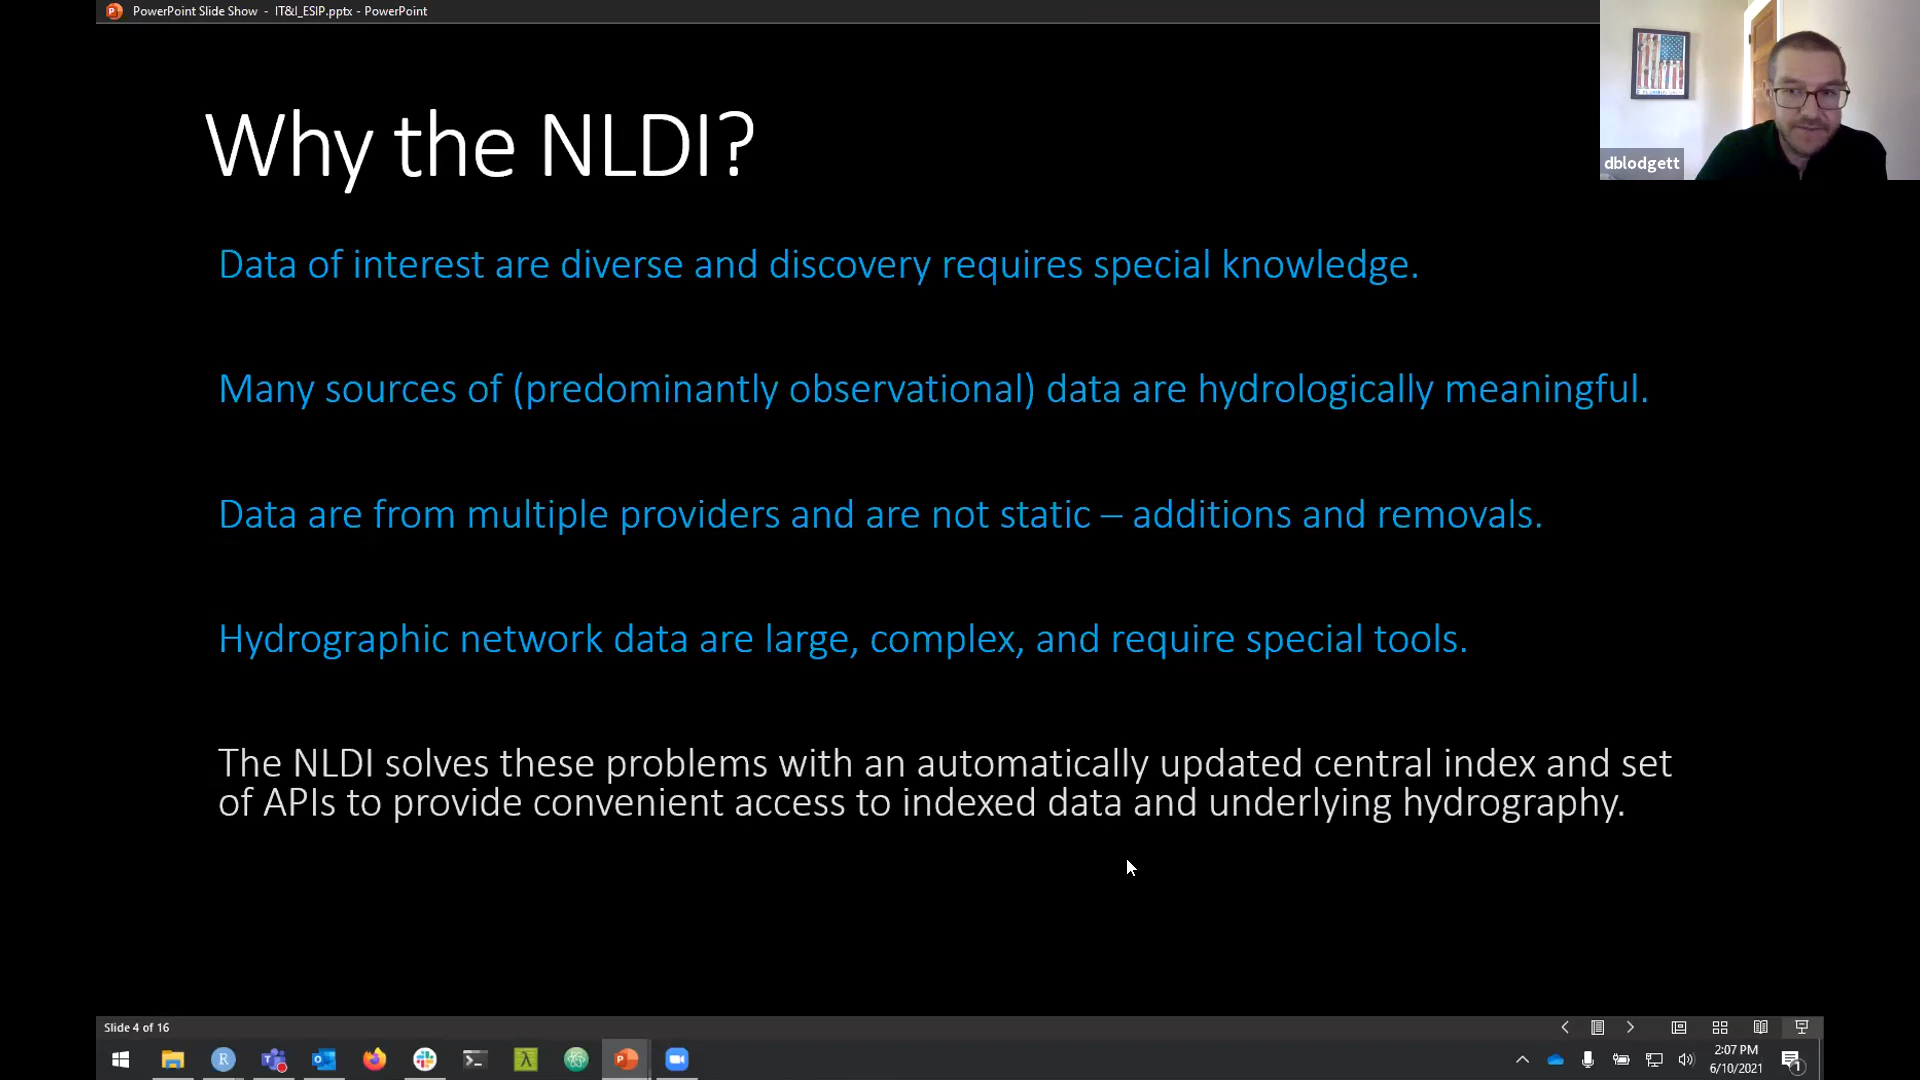 PowerPoint Slide Show - IT&I_ESIP.pptx - PowerPoint
dblodgett
Why the NLDI?
Data of interest are diverse and discovery requires special knowledge.
Many sources of (predominantly observational) data are hydrologically meaningful.
Data are from multiple providers and are not static – additions and removals.
Hydrographic network data are large, complex, and require special tools.
The NLDI solves these problems with an automatically updated central index and set
of APIs to provide convenient access to indexed data and underlying hydrography.
Slide 4 of 16
2:07 PM
6/10/2021
1